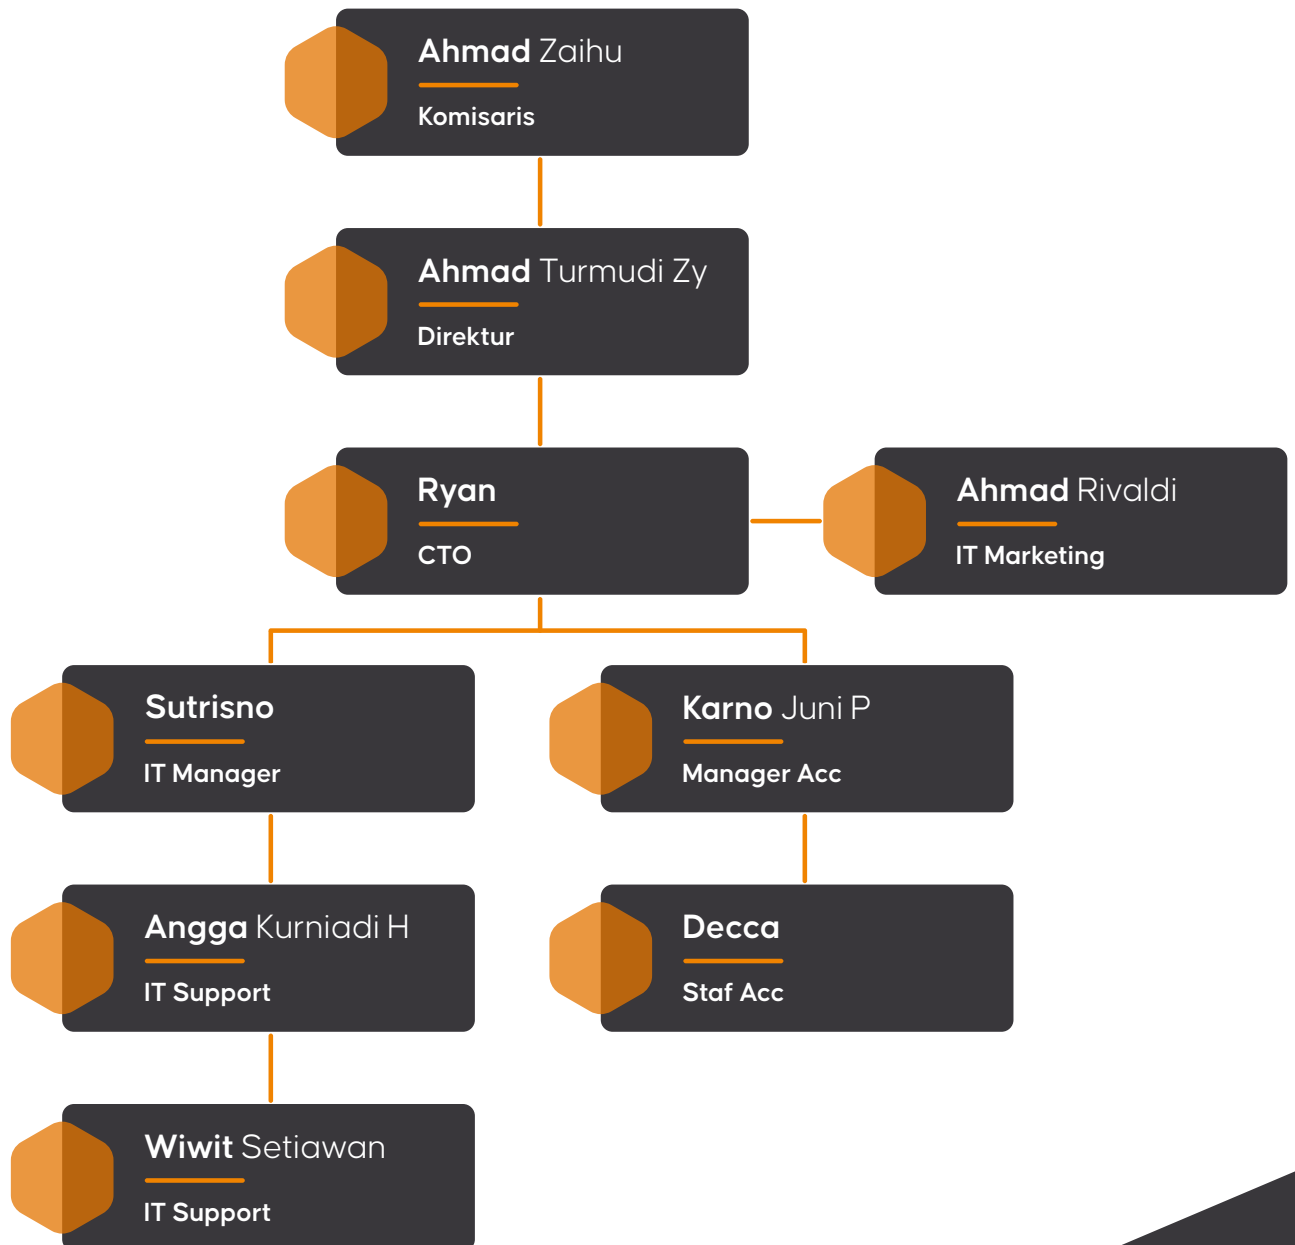 Ahmad Zaihu
Komisaris
Ahmad Turmudi Zy
Direktur
Ryan
CTO
Ahmad Rivaldi
IT Marketing
Sutrisno
IT Manager
Karno Juni P
Manager Acc
Angga Kurniadi H
IT Support
Decca
Staf Acc
Wiwit Setiawan
IT Support